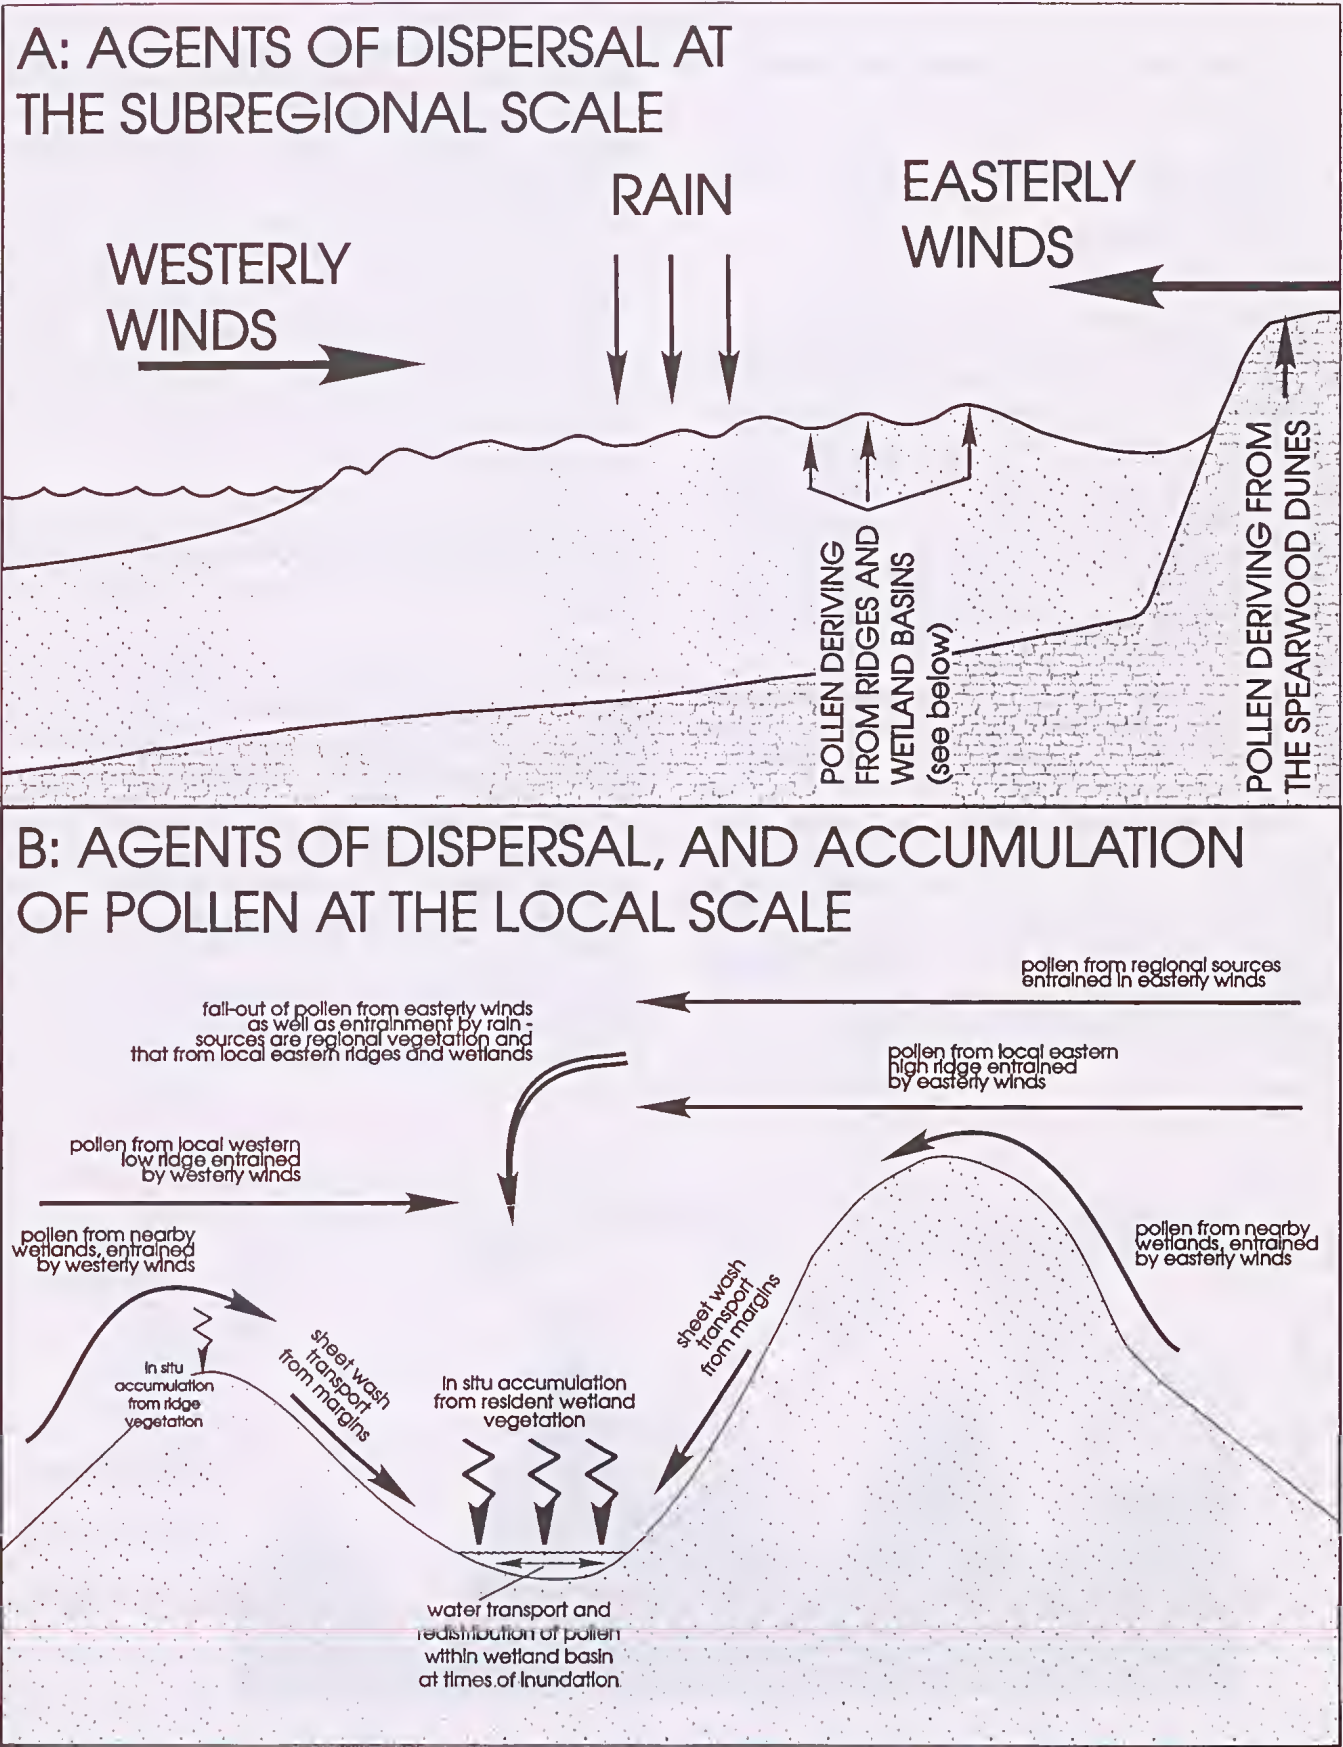 A: AGENTS OF DISPERSAL AT
THE SUBREGIONAL SCALE
RAIN
EASTERLY
WINDS
WESTERLY
WINDS
POLLEN DERIVING
FROM RIDGES AND
WETLAND BASINS
(see below)
POLLEN DERIVING FROM
THE SPEARWOOD DUNES
B: AGENTS OF DISPERSAL, AND ACCUMULATION
OF POLLEN AT THE LOCAL SCALE
pollen from regional sources
entrained in easterly winds
fall-out of pollen from easterly winds
as well as entrainment by rain -
sources are regional vegetation and
that from local eastern ridges and wetlands
pollen from local eastern
high ridge entrained
by easterly winds
pollen from local western
low ridge entrained
by westerly winds
pollen from nearby
wetlands, entrained
by westerly winds
pollen from nearby
wetlands, entrained
by easterly winds
sheet wash
transport
from margins
sheet wash
transport
from margins
In situ
accumulation
from ridge
vegetation
In situ accumulation
from resident wetland
vegetation
water transport and
redistribution of pollen
within wetland basin
at times of inundation